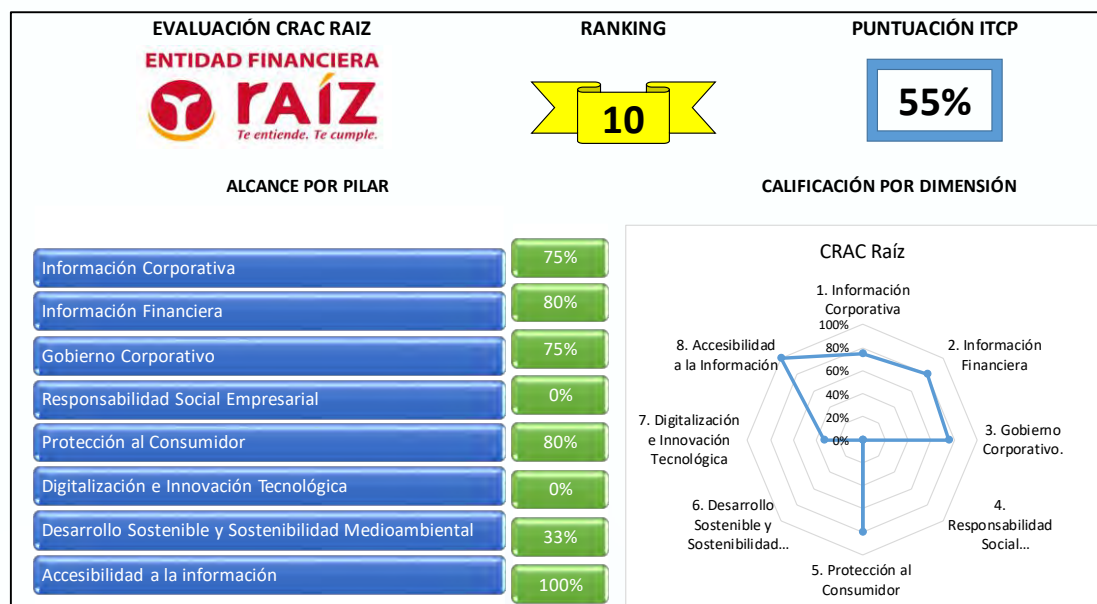 EVALUACIÓN CRAC RAIZ
ENTIDAD FINANCIERA
raíz
Te entiende. Te cumple.
RANKING
10
PUNTUACIÓN ITCP
55%
ALCANCE POR PILAR
Información Corporativa 75%
Información Financiera 80%
Gobierno Corporativo 75%
Responsabilidad Social Empresarial 0%
Protección al Consumidor 80%
Digitalización e Innovación Tecnológica 0%
Desarrollo Sostenible y Sostenibilidad Medioambiental 33%
Accesibilidad a la información 100%
CALIFICACIÓN POR DIMENSIÓN
CRAC Raíz
1. Información
Corporativa
2. Información
Financiera
3. Gobierno
Corporativo.
4.
Responsabilidad
Social...
5. Protección al
Consumidor
6. Desarrollo
Sostenible y
Sostenibilidad...
7. Digitalización
e Innovación
Tecnológica
8. Accesibilidad
a la Información
100%
80%
60%
40%
20%
0%